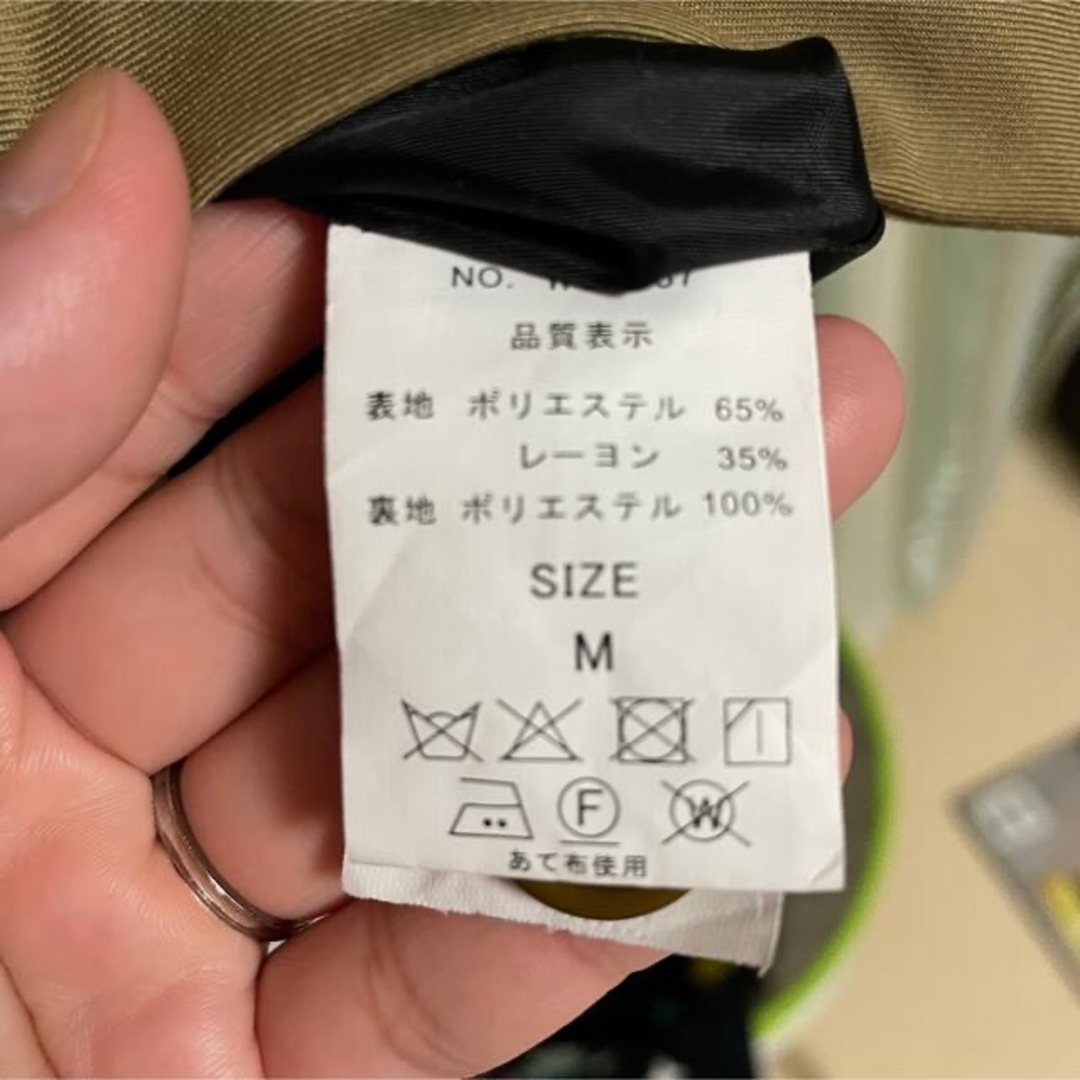 NO.
品質表示
表地 ポリエステル 65%
レーヨン 35%
裏地 ポリエステル 100%
SIZE
M
F W
あて布使用